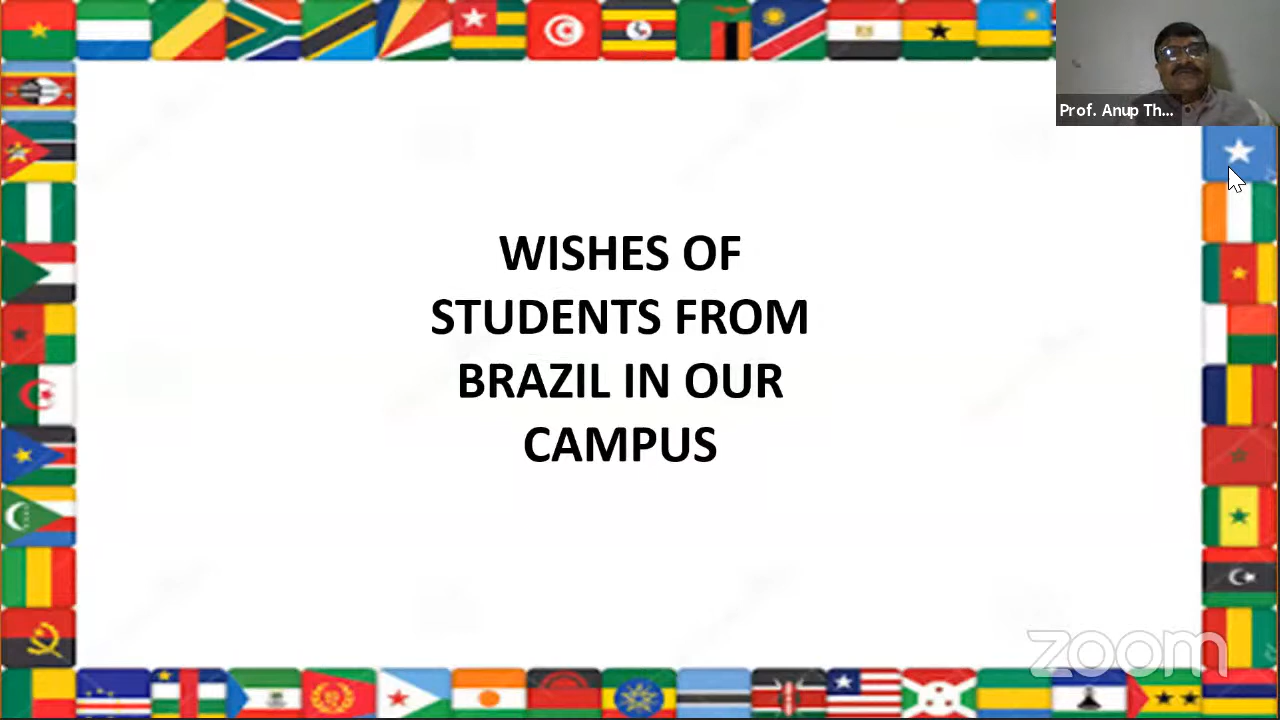 Prof. Anup Th...
WISHES OF
STUDENTS FROM
BRAZIL IN OUR
CAMPUS
zoom